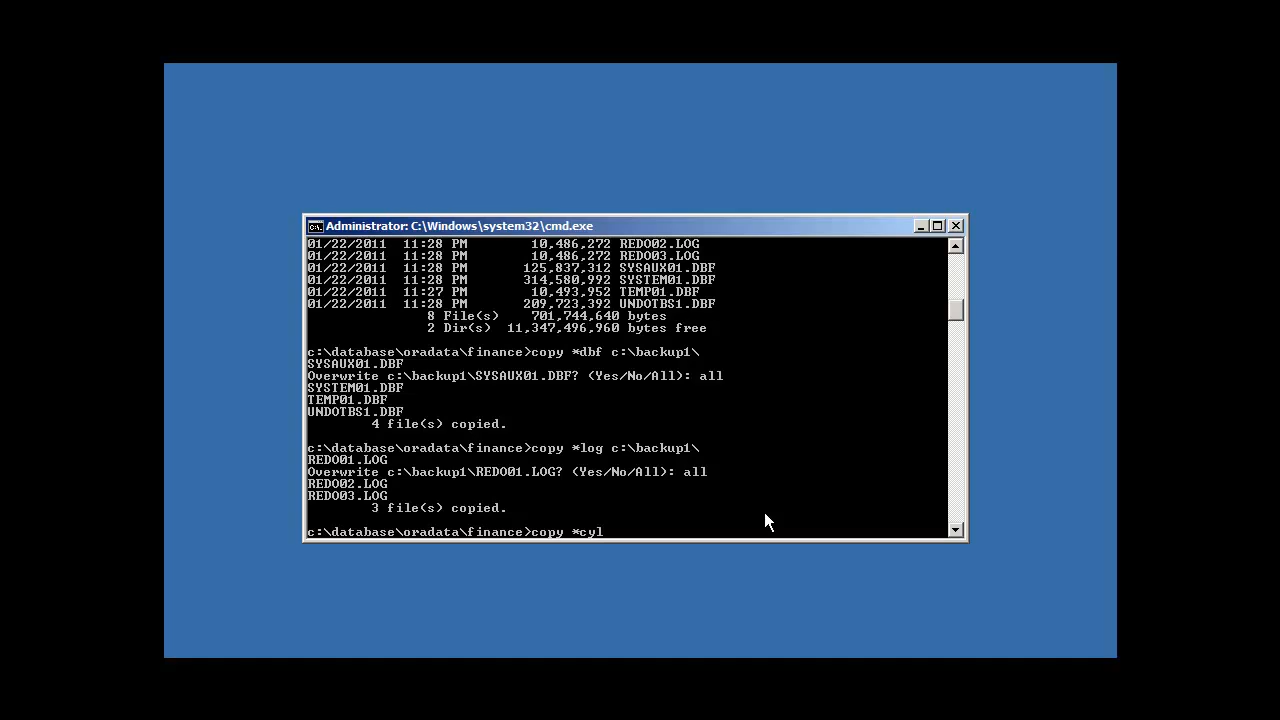 Administrator: C:\Windows\system32\cmd.exe
01/22/2011  11:28 PM        10,486,272 REDO02.LOG
01/22/2011  11:28 PM        10,486,272 REDO03.LOG
01/22/2011  11:28 PM       125,837,312 SYSAUX01.DBF
01/22/2011  11:28 PM       314,580,992 SYSTEM01.DBF
01/22/2011  11:27 PM        10,493,952 TEMP01.DBF
01/22/2011  11:28 PM       209,723,392 UNDOTBS1.DBF
               8 File(s)    701,744,640 bytes
               2 Dir(s)  11,347,496,960 bytes free
c:\database\oradata\finance>copy *dbf c:\backup1\
SYSAUX01.DBF
Overwrite c:\backup1\SYSAUX01.DBF? (Yes/No/All): all
SYSTEM01.DBF
TEMP01.DBF
UNDOTBS1.DBF
        4 file(s) copied.
c:\database\oradata\finance>copy *log c:\backup1\
REDO01.LOG
Overwrite c:\backup1\REDO01.LOG? (Yes/No/All): all
REDO02.LOG
REDO03.LOG
        3 file(s) copied.
c:\database\oradata\finance>copy *cyl